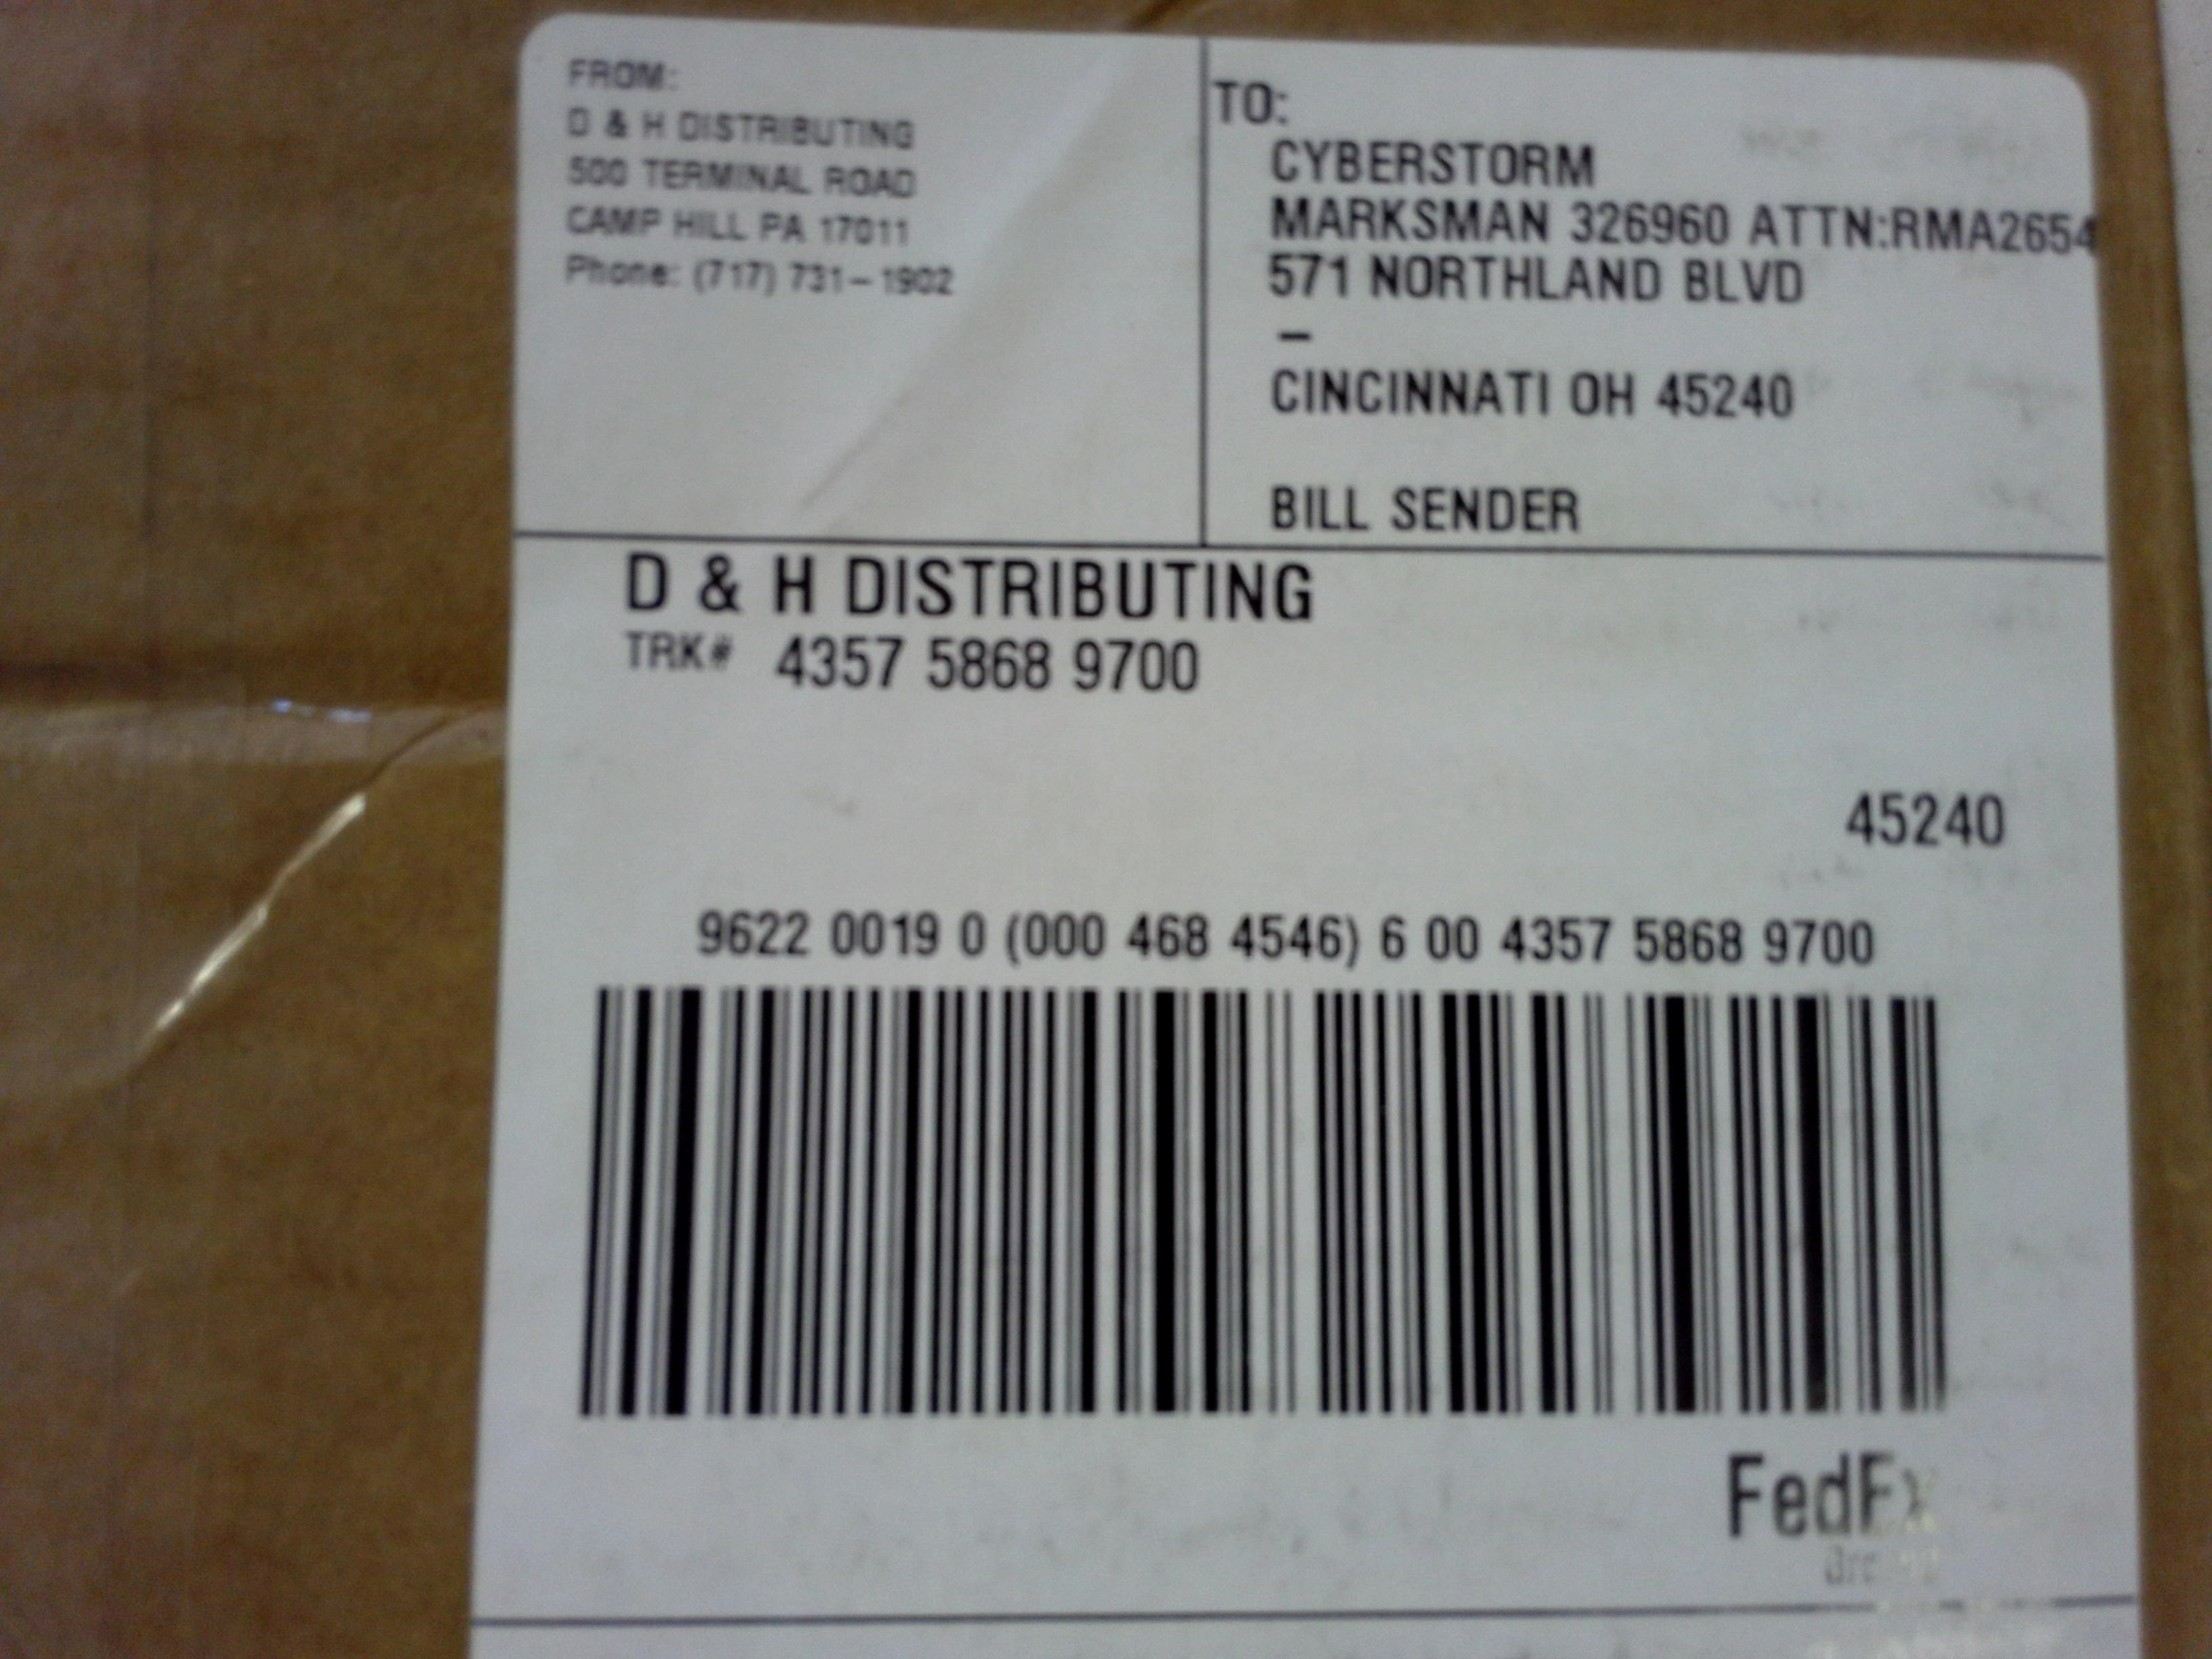 FROM:
D & H DISTRIBUTING
500 TERMINAL ROAD
CAMP HILL PA 17011
Phone: (717) 731-1902
TO:
CYBERSTORM
MARKSMAN 326960 ATTN:RMA2654
571 NORTHLAND BLVD
–
CINCINNATI OH 45240
BILL SENDER
D & H DISTRIBUTING
TRK# 4357 5868 9700
45240
9622 0019 0 (000 468 4546) 6 00 4357 5868 9700
FedEx